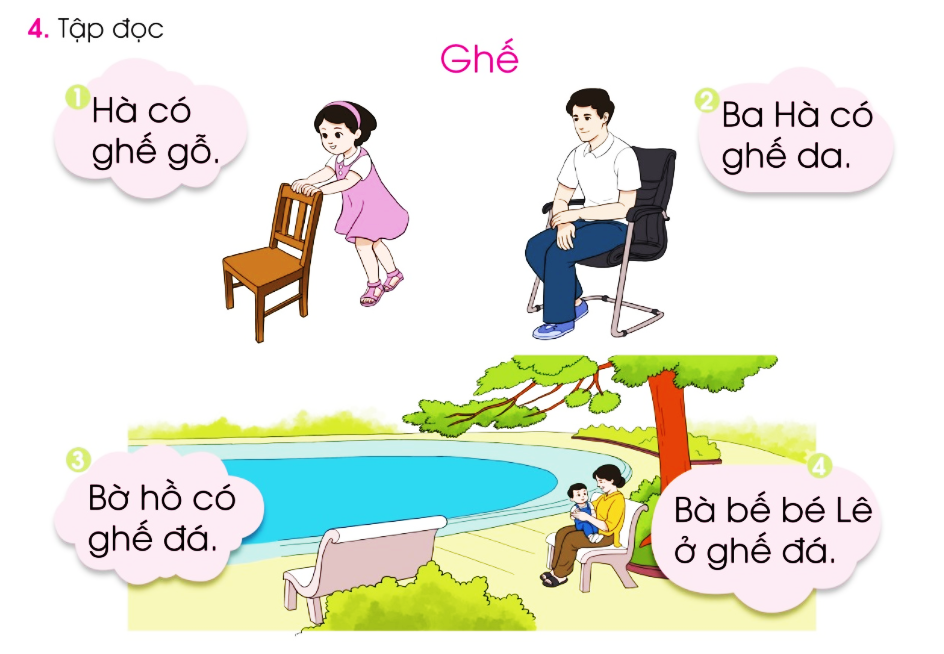 4. Tập đọc
Ghế
1 Hà có
ghế gỗ.
2 Ba Hà có
ghế da.
3 Bờ hồ có
ghế đá.
4 Bà bế bé Lê
ở ghế đá.